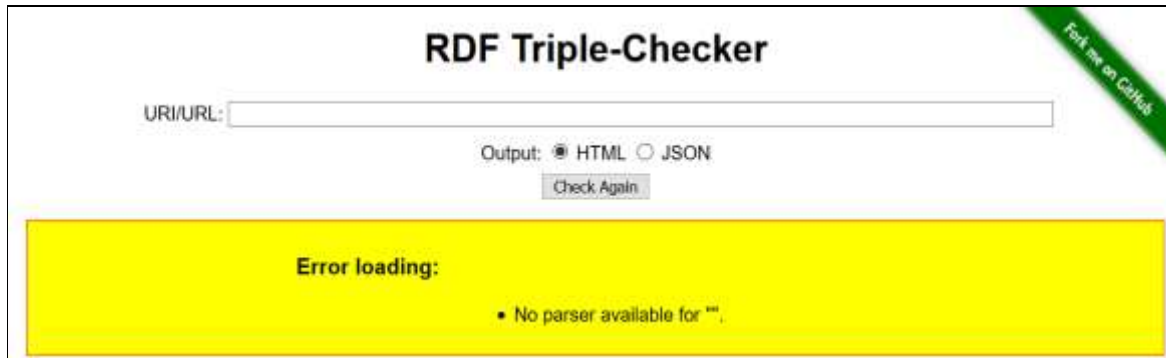 RDF Triple-Checker
Fork me on GitHub
URI/URL:
Output: HTML JSON
Check Again
Error loading:
• No parser available for "".